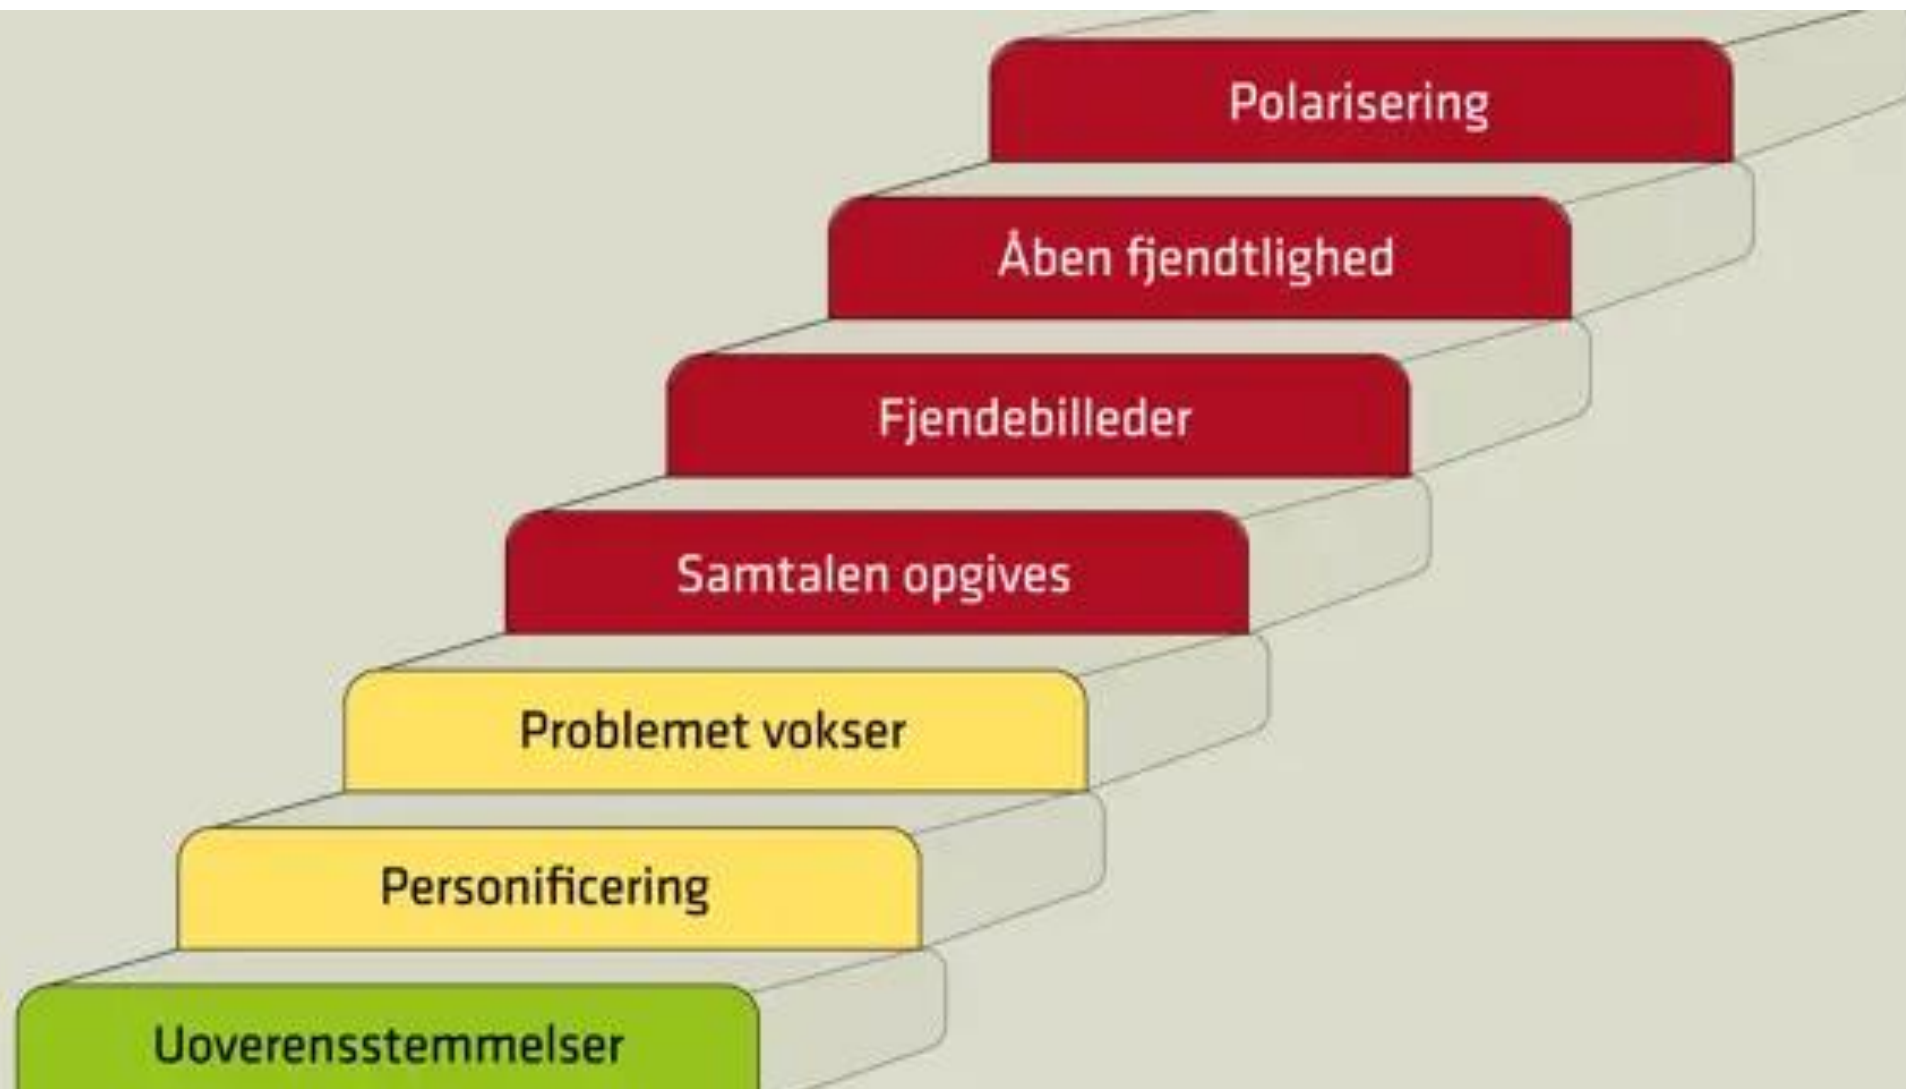 Polarisering
Åben fjendtlighed
Fjendebilleder
Samtalen opgives
Problemet vokser
Personificering
Uoverensstemmelser